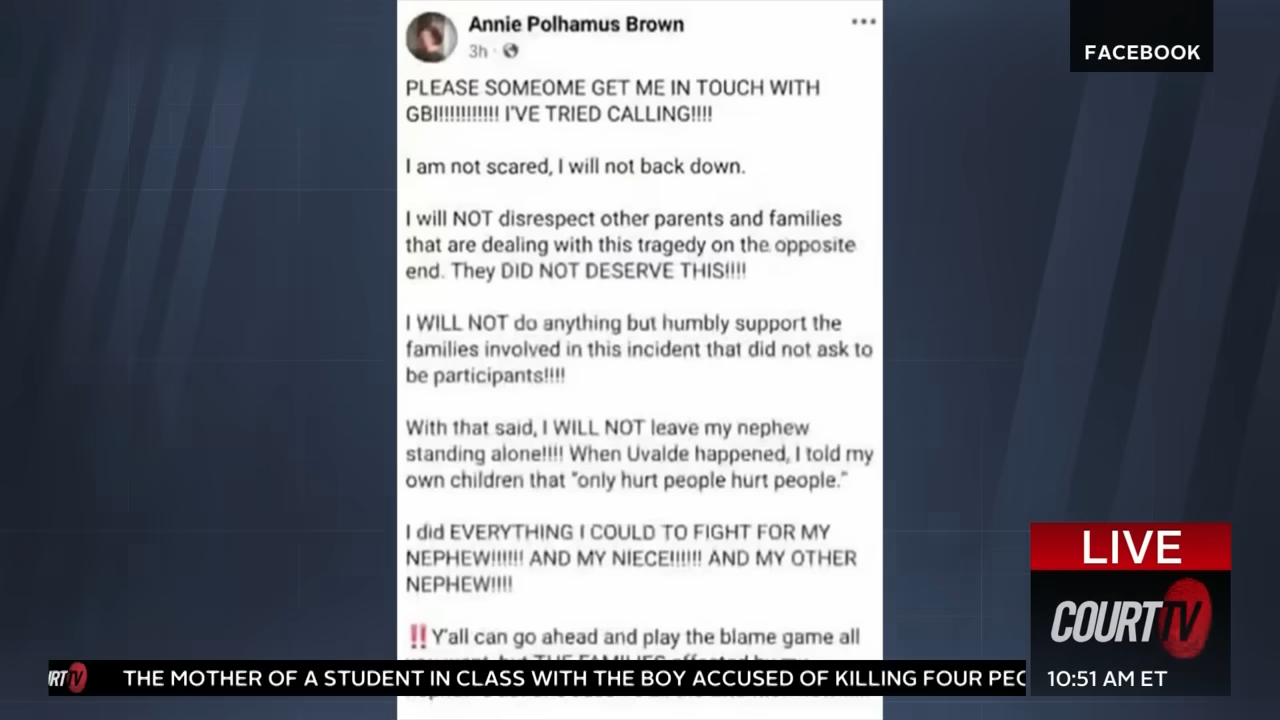 Annie Polhamus Brown
3h
FACEBOOK
PLEASE SOMEOME GET ME IN TOUCH WITH
GBI!!!!!!!!!!!! I'VE TRIED CALLING!!!!
I am not scared, I will not back down.
I will NOT disrespect other parents and families
that are dealing with this tragedy on the opposite
end. They DID NOT DESERVE THIS!!!!
I WILL NOT do anything but humbly support the
families involved in this incident that did not ask to
be participants!!!!
With that said, I WILL NOT leave my nephew
standing alone!!!! When Uvalde happened, I told my
own children that "only hurt people hurt people."
I did EVERYTHING I COULD TO FIGHT FOR MY
NEPHEW!!!!!! AND MY NIECE!!!!!! AND MY OTHER
NEPHEW!!!!
‼️Y'all can go ahead and play the blame game all
LIVE
COURT TV
10:51 AM ET
RT TV THE MOTHER OF A STUDENT IN CLASS WITH THE BOY ACCUSED OF KILLING FOUR PEO